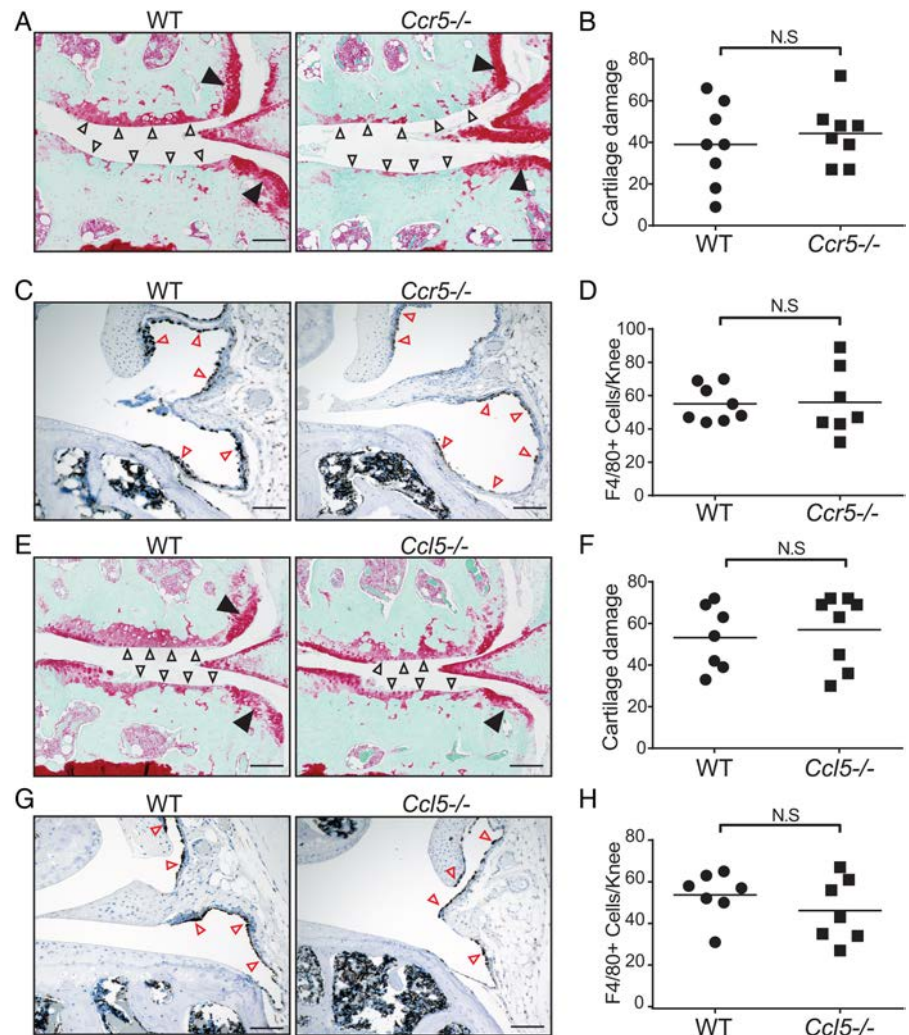 A
WT
Ccr5-/-
B
N.S
Cartilage damage
80
60
40
20
0
WT
Ccr5-/-
C
WT
Ccr5-/-
D
N.S
F4/80+ Cells/Knee
100
80
60
40
20
0
WT
Ccr5-/-
E
WT
Ccl5-/-
F
N.S
Cartilage damage
80
60
40
20
0
WT
Ccl5-/-
G
WT
Ccl5-/-
H
N.S
F4/80+ Cells/Knee
80
60
40
20
0
WT
Ccl5-/-